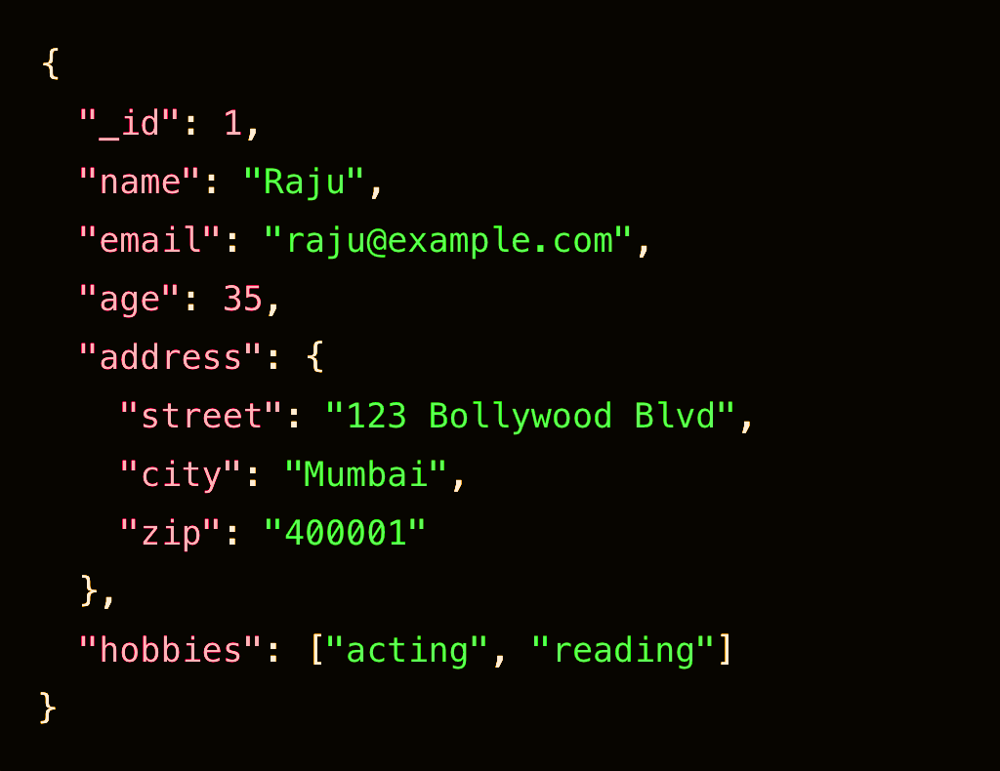 {
  "_id": 1,
  "name": "Raju",
  "email": "raju@example.com",
  "age": 35,
  "address": {
    "street": "123 Bollywood Blvd",
    "city": "Mumbai",
    "zip": "400001"
  },
  "hobbies": ["acting", "reading"]
}